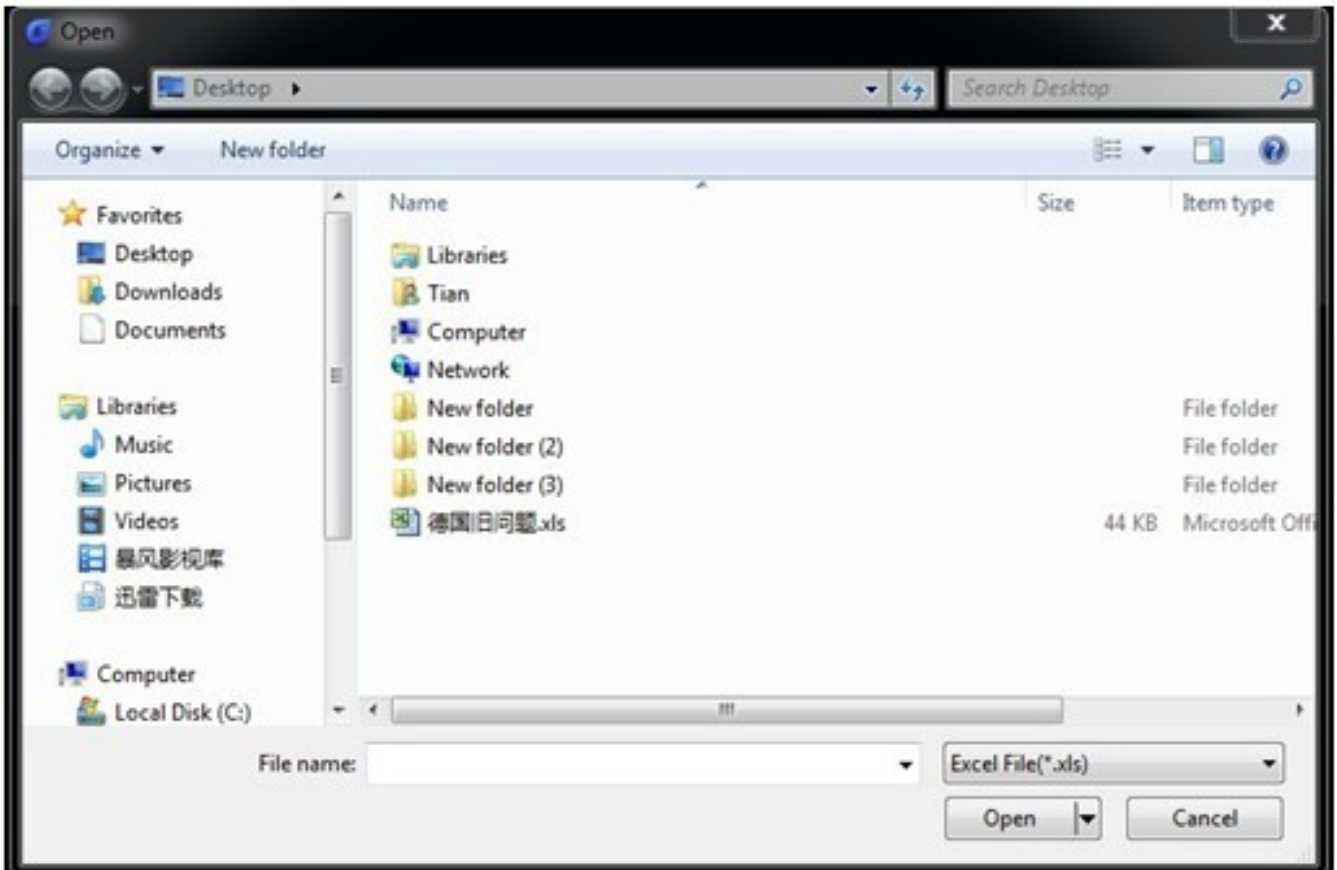 Open
Desktop
Search Desktop
Organize
New folder
Favorites
Desktop
Downloads
Documents
Libraries
Music
Pictures
Videos
暴风影视库
迅雷下载
Computer
Local Disk (C:)
Name Size Item type
Libraries
Tian
Computer
Network
New folder File folder
New folder (2) File folder
New folder (3) File folder
德国旧问题.xls 44 KB Microsoft Offi
File name:
Excel File(*.xls)
Open
Cancel